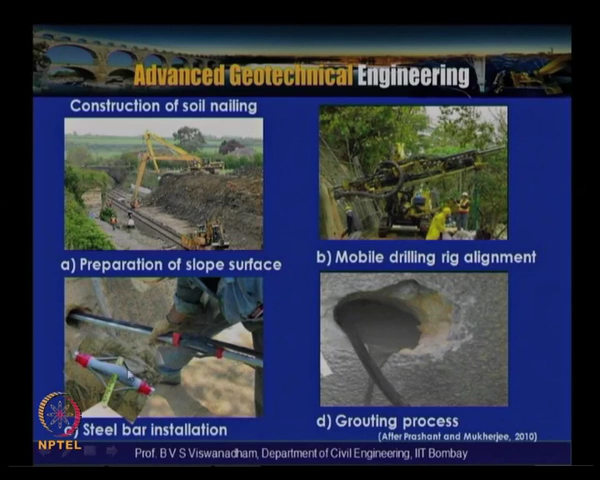 Advanced Geotechnical Engineering
Construction of soil nailing
a) Preparation of slope surface
b) Mobile drilling rig alignment
c) Steel bar installation
d) Grouting process
(After Prashant and Mukherjee, 2010)
NPTEL
Prof. B V S Viswanadham, Department of Civil Engineering, IIT Bombay